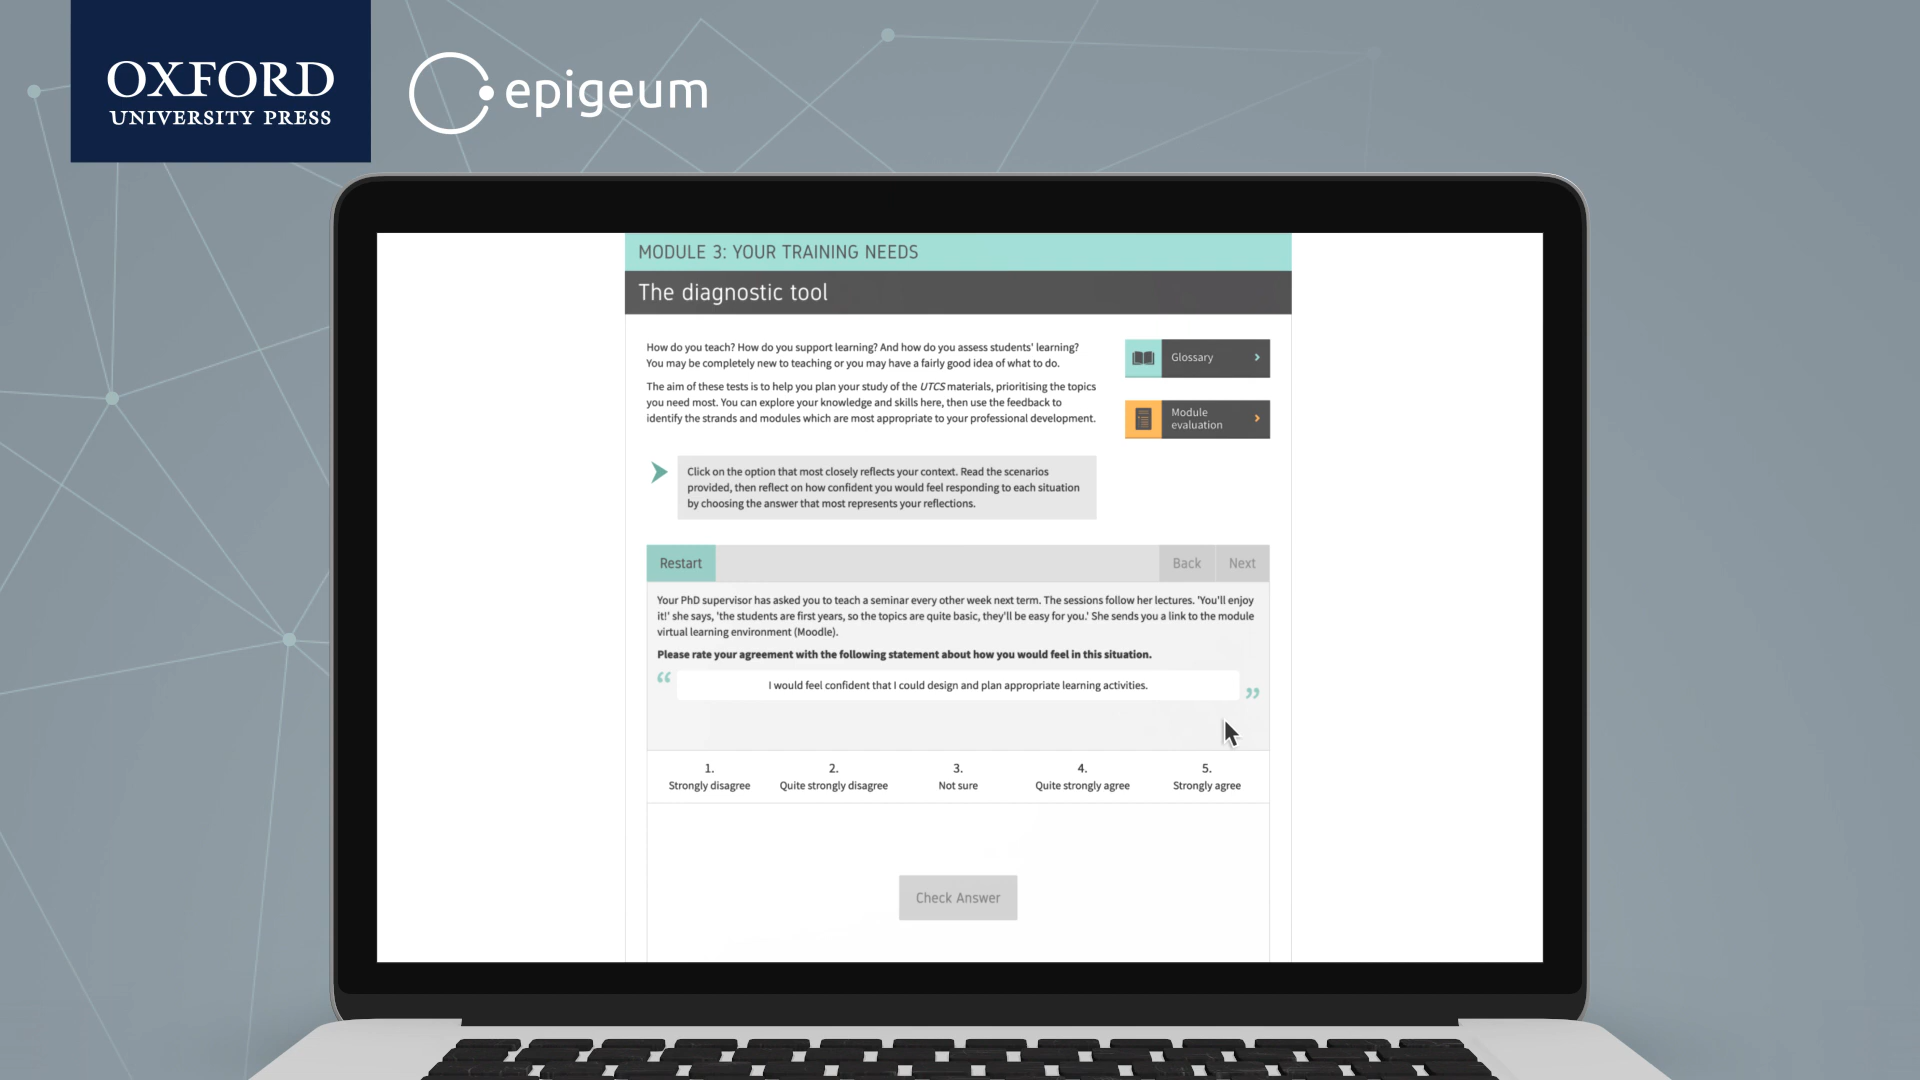 OXFORD
UNIVERSITY PRESS
epigeum
MODULE 3: YOUR TRAINING NEEDS
The diagnostic tool
How do you teach? How do you support learning? And how do you assess students' learning?
You may be completely new to teaching or you may have a fairly good idea of what to do.
The aim of these tests is to help you plan your study of the UTCS materials, prioritising the topics
you need most. You can explore your knowledge and skills here, then use the feedback to
identify the strands and modules which are most appropriate to your professional development.
Glossary
Module
evaluation
Click on the option that most closely reflects your context. Read the scenarios
provided, then reflect on how confident you would feel responding to each situation
by choosing the answer that most represents your reflections.
Restart
Back
Next
Your PhD supervisor has asked you to teach a seminar every other week next term. The sessions follow her lectures. 'You'll enjoy
it!' she says, 'the students are first years, so the topics are quite basic, they'll be easy for you.' She sends you a link to the module
virtual learning environment (Moodle).
Please rate your agreement with the following statement about how you would feel in this situation.
“ I would feel confident that I could design and plan appropriate learning activities. ”
1. 2. 3. 4. 5.
Strongly disagree Quite strongly disagree Not sure Quite strongly agree Strongly agree
Check Answer